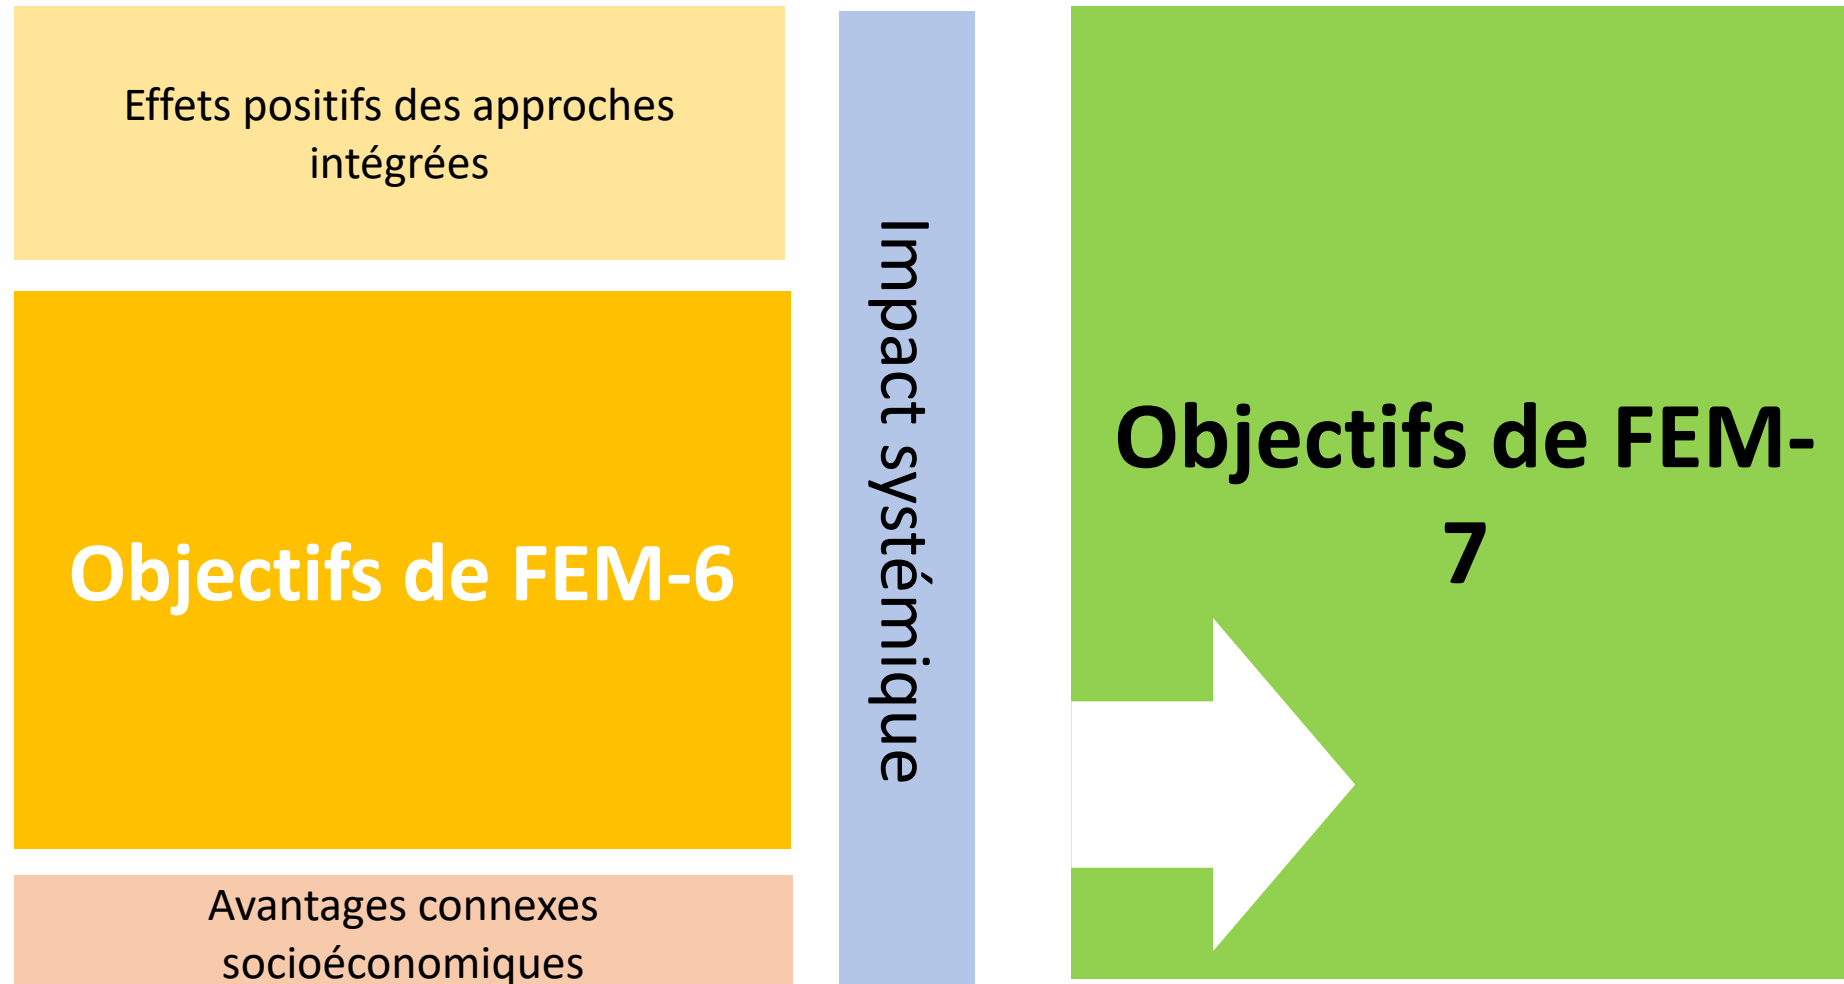 Effets positifs des approches
intégrées
Objectifs de FEM-6
Avantages connexes
socioéconomiques
Impact systémique
Objectifs de FEM-
7